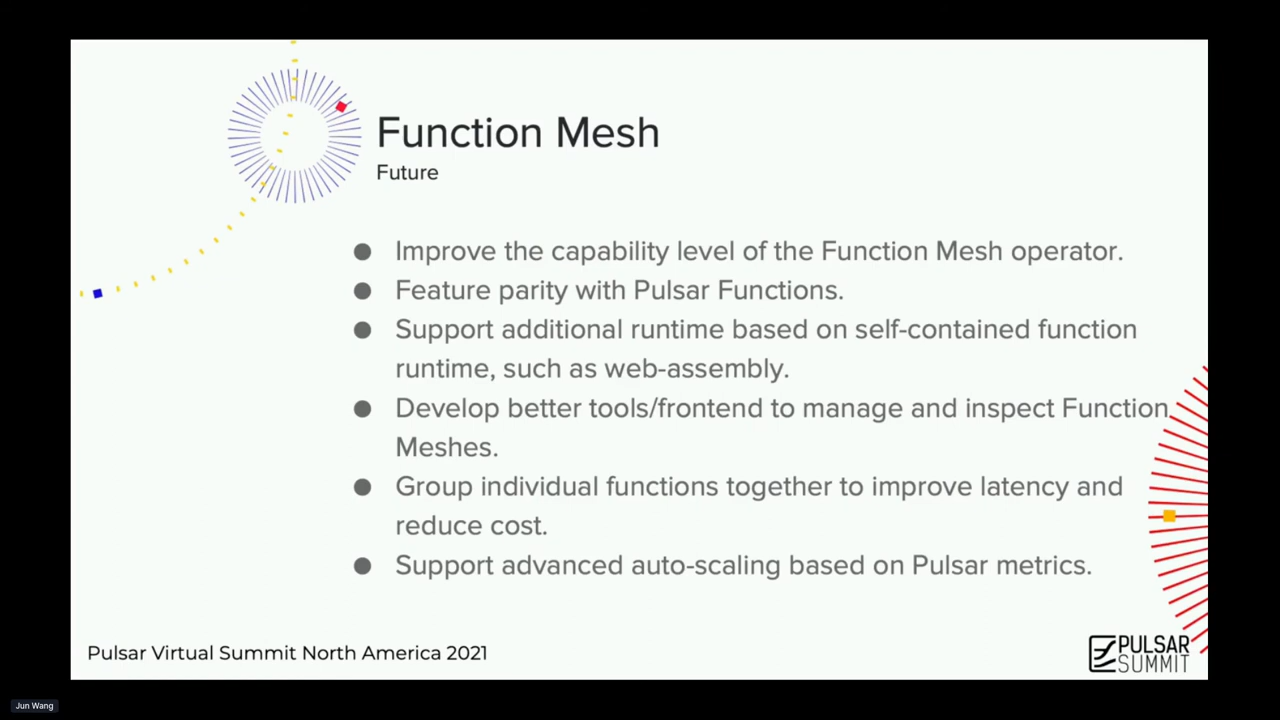 Function Mesh
Future
● Improve the capability level of the Function Mesh operator.
● Feature parity with Pulsar Functions.
● Support additional runtime based on self-contained function
runtime, such as web-assembly.
● Develop better tools/frontend to manage and inspect Function
Meshes.
● Group individual functions together to improve latency and
reduce cost.
● Support advanced auto-scaling based on Pulsar metrics.
Pulsar Virtual Summit North America 2021
PULSAR
SUMMIT
Jun Wang